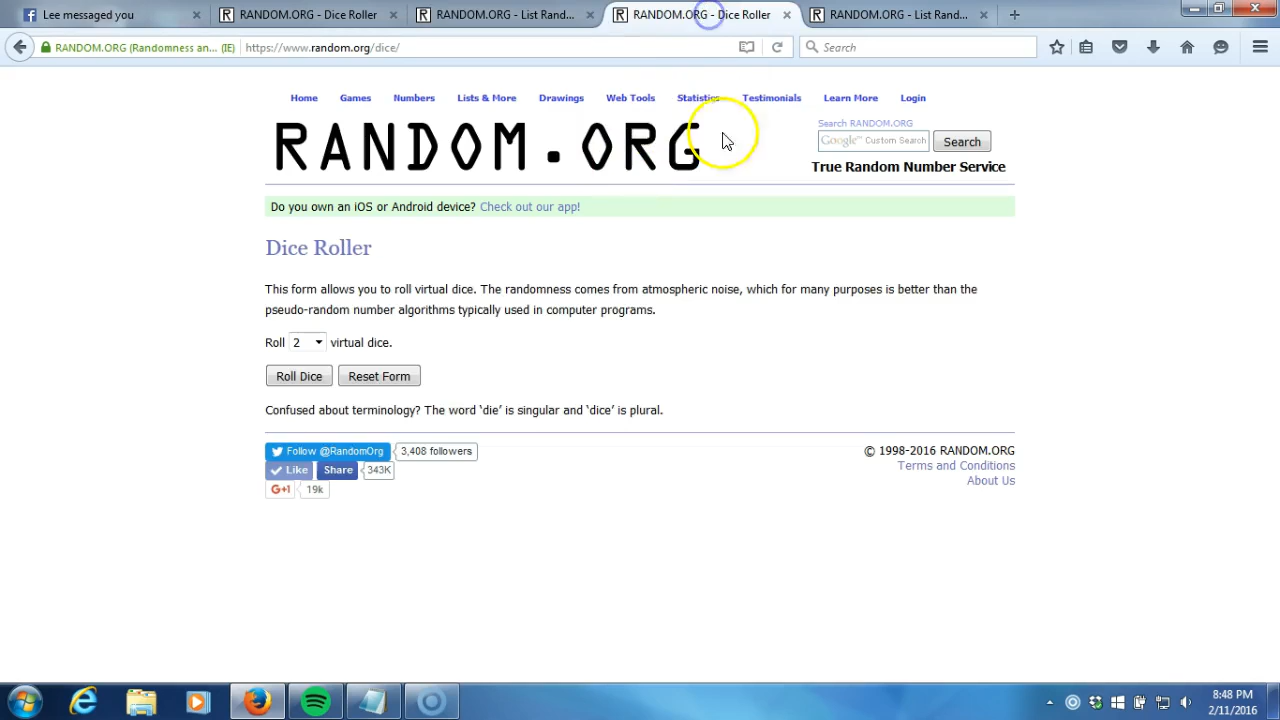 Lee messaged you
RANDOM.ORG - Dice Roller
RANDOM.ORG - List Rand...
RANDOM.ORG - Dice Roller
RANDOM.ORG - List Rand...
RANDOM.ORG (Randomness an... (IE)
https://www.random.org/dice/
Search
Home Games Numbers Lists & More Drawings Web Tools Statistics Testimonials Learn More Login
RANDOM.ORG
Search RANDOM.ORG
Google™ Custom Search
Search
True Random Number Service
Do you own an iOS or Android device? Check out our app!
Dice Roller
This form allows you to roll virtual dice. The randomness comes from atmospheric noise, which for many purposes is better than the
pseudo-random number algorithms typically used in computer programs.
Roll 2 virtual dice.
Roll Dice Reset Form
Confused about terminology? The word ‘die’ is singular and ‘dice’ is plural.
Follow @RandomOrg 3,408 followers
Like Share 343K
G+1 19k
© 1998-2016 RANDOM.ORG
Terms and Conditions
About Us
8:48 PM
2/11/2016